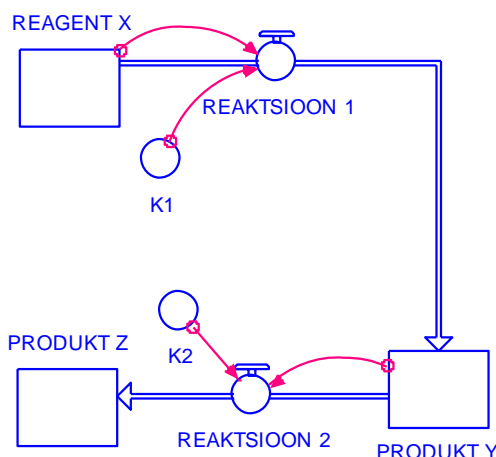 REAGENT X
REAKTSIOON 1
K1
K2
PRODUKT Z
REAKTSIOON 2
PRODUKT Y